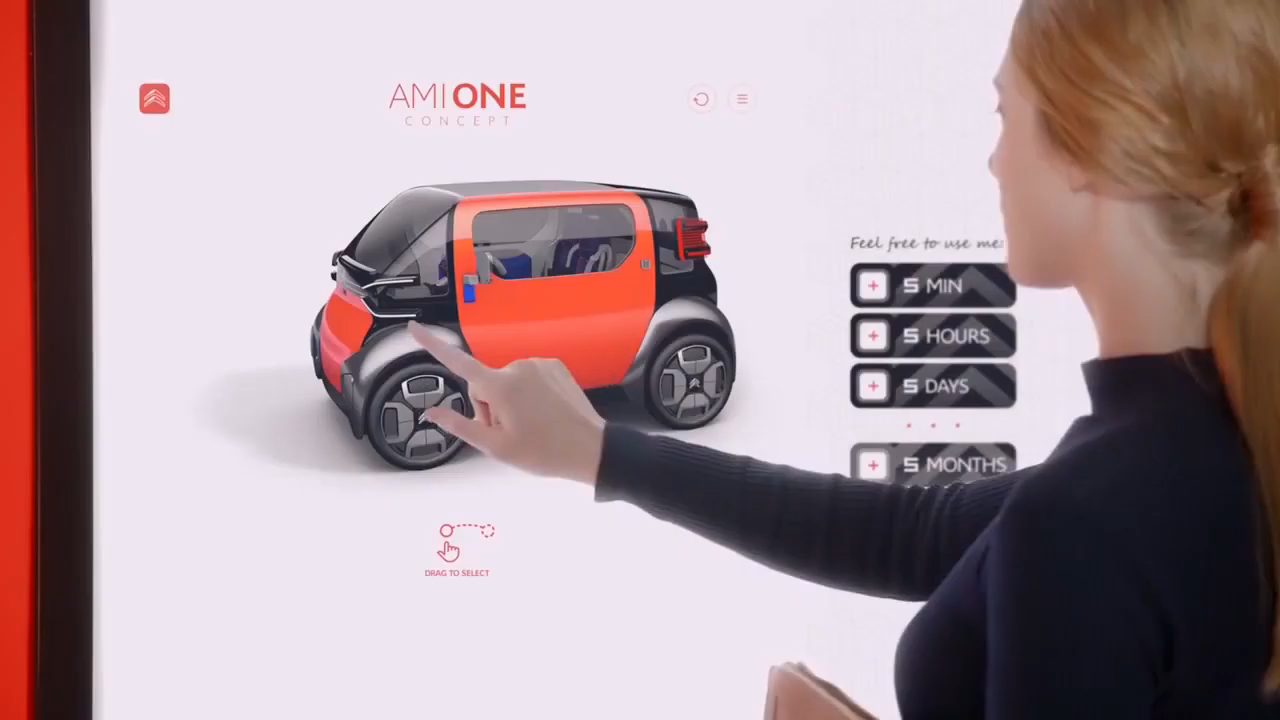 AMI ONE
CONCEPT
Feel free to use me:
5 MIN
5 HOURS
5 DAYS
5 MONTHS
DRAG TO SELECT